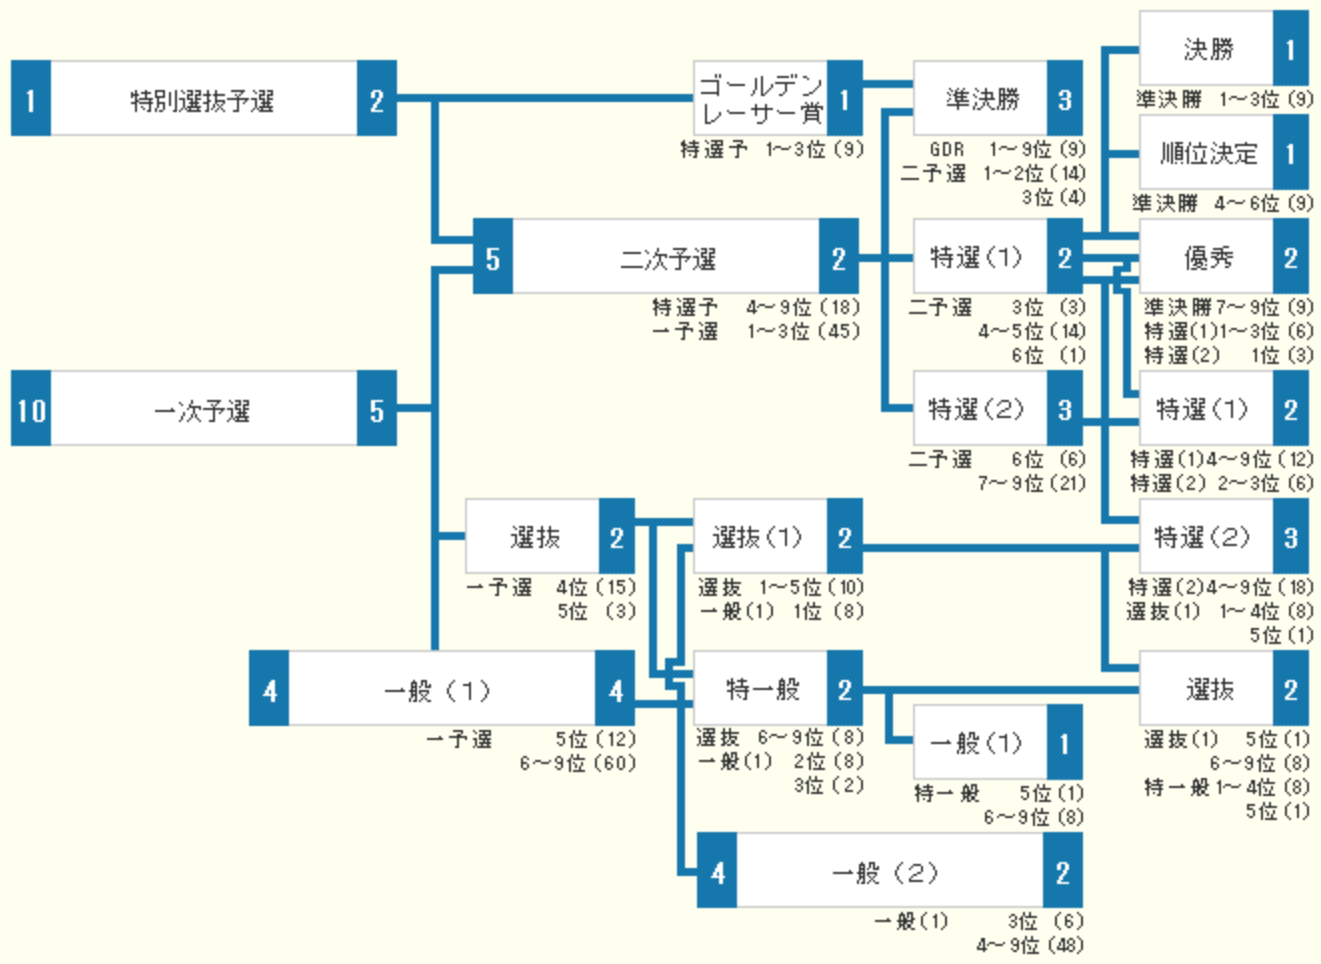 1 特別選抜予選 2
ゴールデン
レーサー賞 1
特選予 1〜3位(9)
準決勝 3
GDR 1〜9位(9)
二予選 1〜2位(14)
3位(4)
決勝 1
準決勝 1〜3位(9)
順位決定 1
準決勝 4〜6位(9)
5 二次予選 2
特選予 4〜9位(18)
一予選 1〜3位(45)
特選(1) 2
二予選 3位(3)
4〜5位(14)
6位(1)
優秀 2
準決勝7〜9位(9)
特選(1)1〜3位(6)
特選(2) 1位(3)
10 一次予選 5
特選(2) 3
二予選 6位(6)
7〜9位(21)
特選(1) 2
特選(1)4〜9位(12)
特選(2) 2〜3位(6)
選抜 2
一予選 4位(15)
5位(3)
選抜(1) 2
選抜 1〜5位(10)
一般(1) 1位(8)
特選(2) 3
特選(2)4〜9位(18)
選抜(1) 1〜4位(8)
5位(1)
4 一般(1) 4
一予選 5位(12)
6〜9位(60)
特一般 2
選抜 6〜9位(8)
一般(1) 2位(8)
3位(2)
一般(1) 1
特一般 5位(1)
6〜9位(8)
選抜 2
選抜(1) 5位(1)
6〜9位(8)
特一般1〜4位(8)
5位(1)
4 一般(2) 2
一般(1) 3位(6)
4〜9位(48)